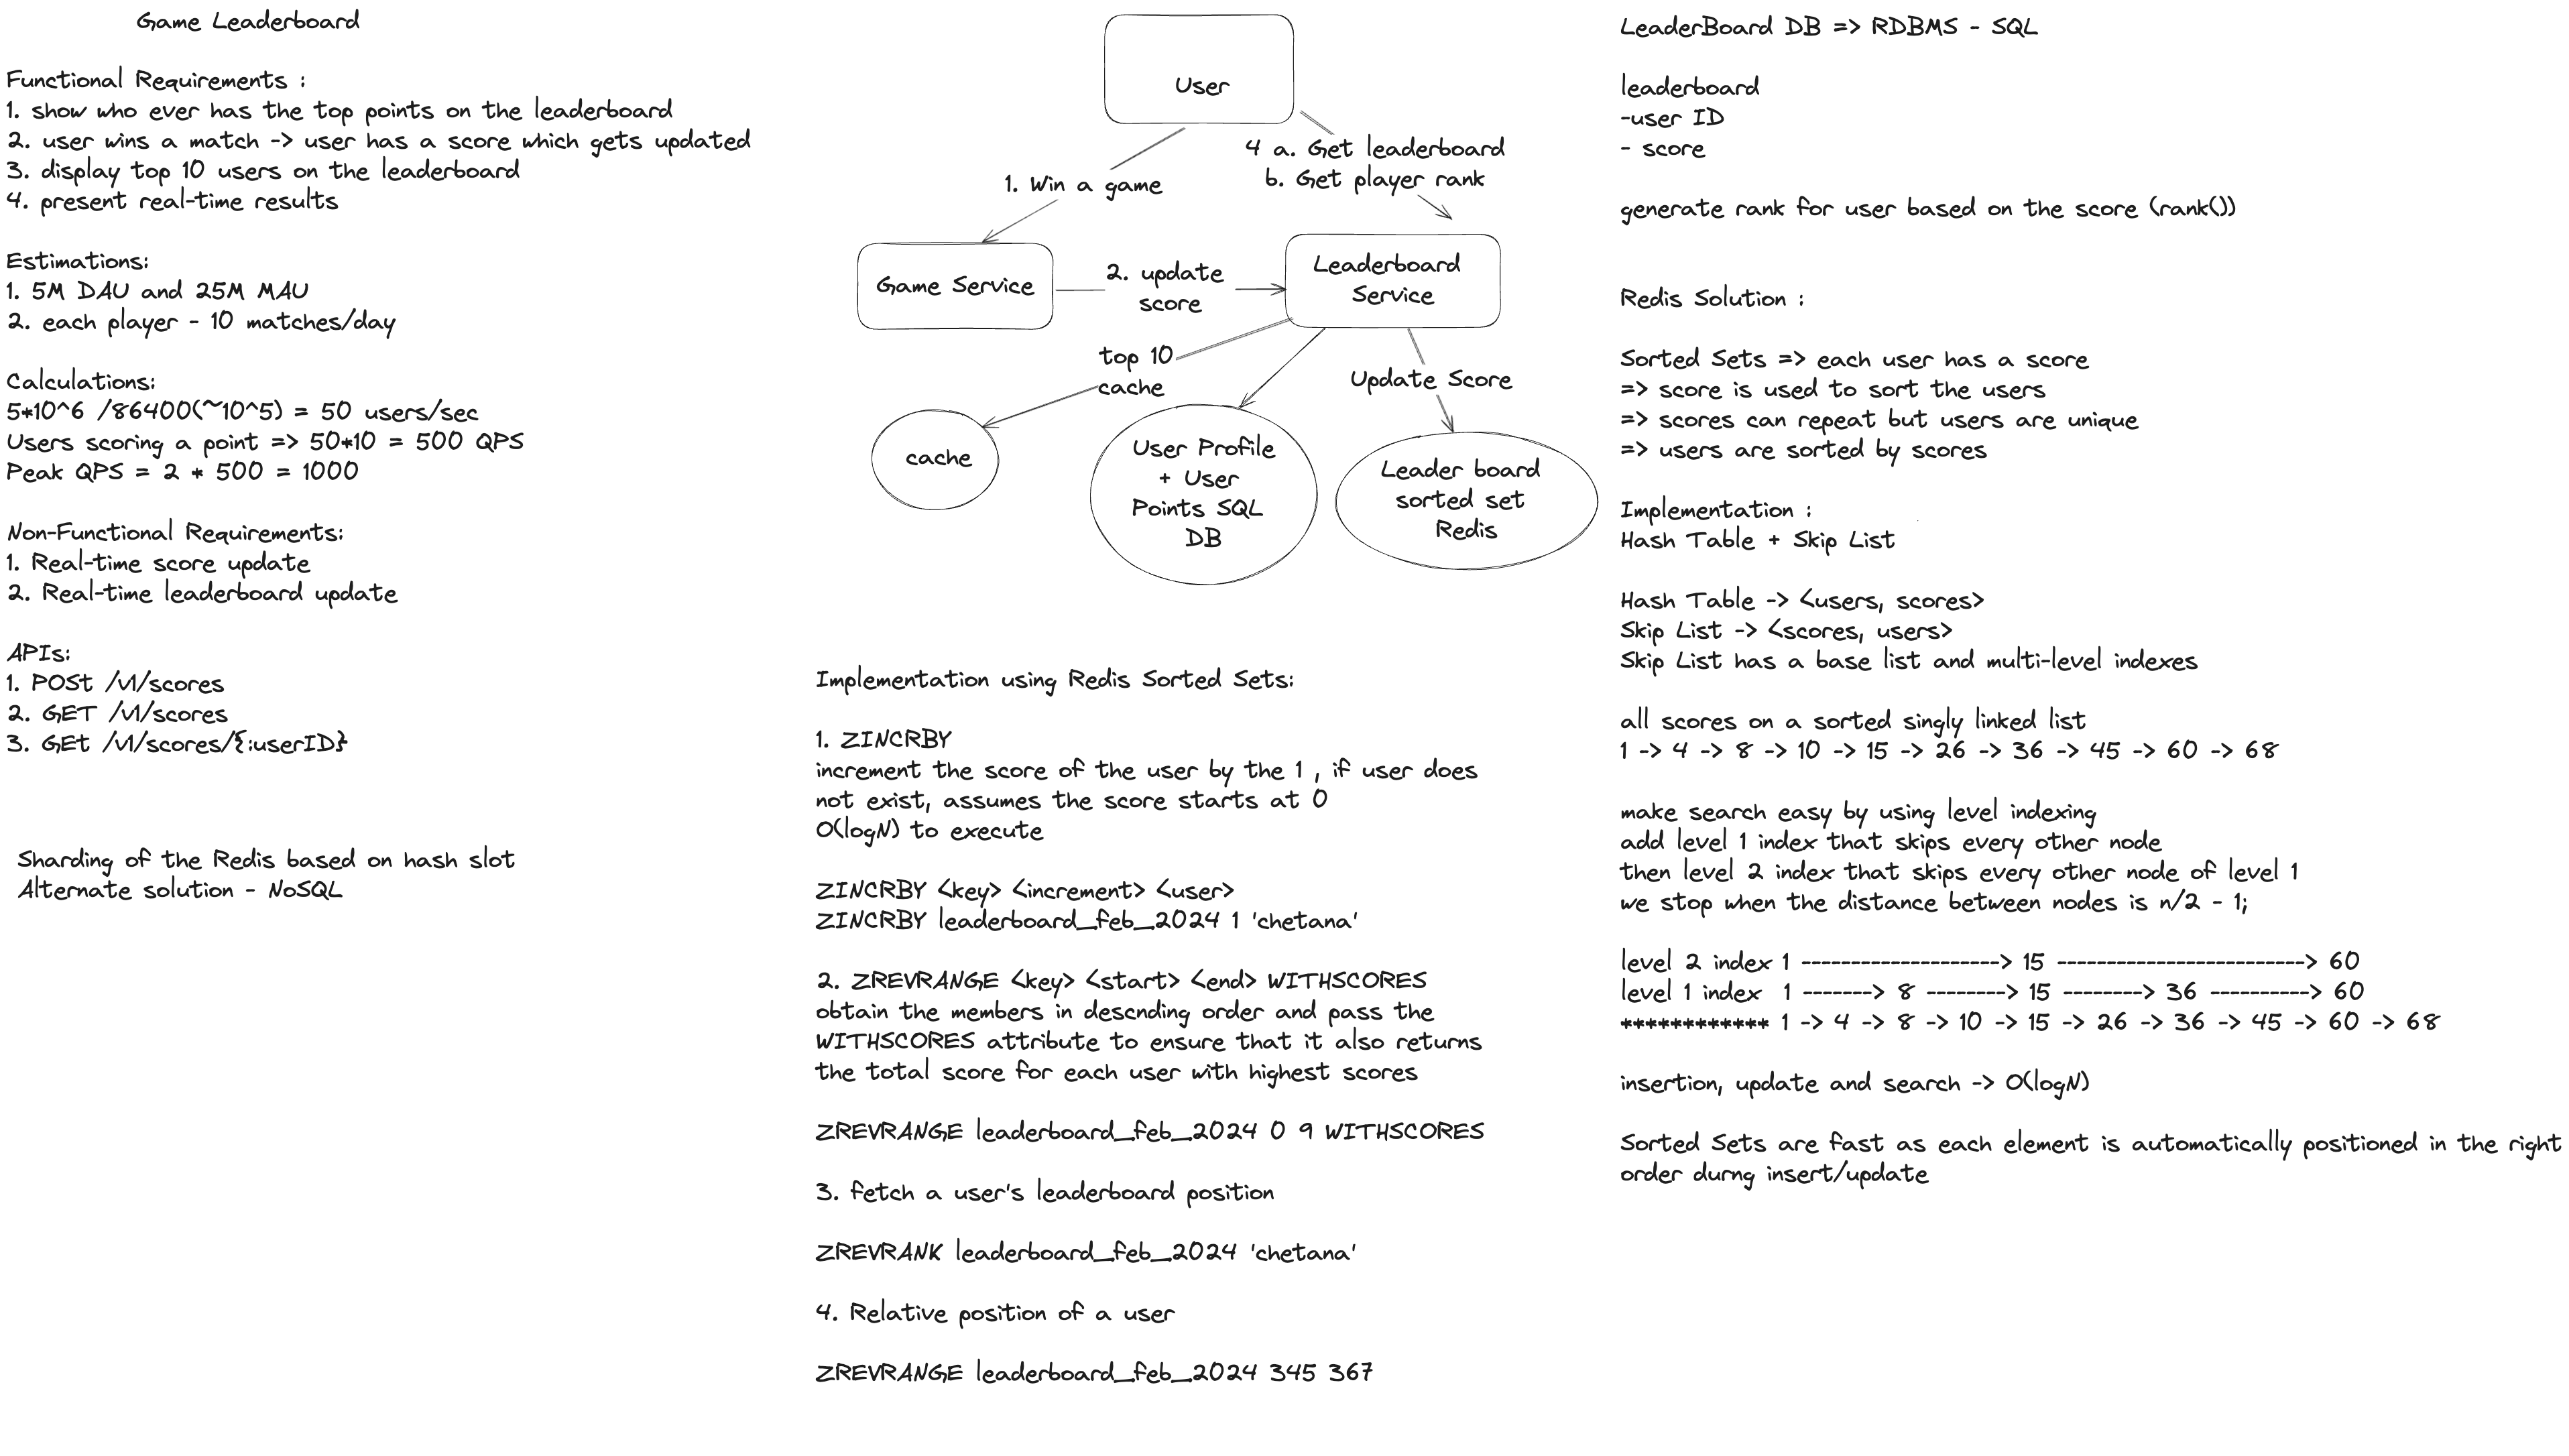 Game Leaderboard
Functional Requirements :
1. show who ever has the top points on the leaderboard
2. user wins a match -> user has a score which gets updated
3. display top 10 users on the leaderboard
4. present real-time results
Estimations:
1. 5M DAU and 25M MAU
2. each player - 10 matches/day
Calculations:
5*10^6 /86400(~10^5) = 50 users/sec
Users scoring a point => 50*10 = 500 QPS
Peak QPS = 2 * 500 = 1000
Non-Functional Requirements:
1. Real-time score update
2. Real-time leaderboard update
APIs:
1. POSt /v1/scores
2. GET /v1/scores
3. GEt /v1/scores/{:userID}
Sharding of the Redis based on hash slot
Alternate solution - NoSQL
User
4 a. Get leaderboard
b. Get player rank
1. Win a game
Game Service
2. update
score
Leaderboard
Service
top 10
cache
Update Score
cache
User Profile
+ User
Points SQL
DB
Leader board
sorted set
Redis
Implementation using Redis Sorted Sets:
1. ZINCRBY
increment the score of the user by the 1 , if user does
not exist, assumes the score starts at 0
O(logN) to execute
ZINCRBY <key> <increment> <user>
ZINCRBY leaderboard_feb_2024 1 'chetana'
2. ZREVRANGE <key> <start> <end> WITHSCORES
obtain the members in descnding order and pass the
WITHSCORES attribute to ensure that it also returns
the total score for each user with highest scores
ZREVRANGE leaderboard_feb_2024 0 9 WITHSCORES
3. fetch a user's leaderboard position
ZREVRANK leaderboard_feb_2024 'chetana'
4. Relative position of a user
ZREVRANGE leaderboard_feb_2024 345 367
LeaderBoard DB => RDBMS - SQL
leaderboard
-user ID
- score
generate rank for user based on the score (rank())
Redis Solution :
Sorted Sets => each user has a score
=> score is used to sort the users
=> scores can repeat but users are unique
=> users are sorted by scores
Implementation :
Hash Table + Skip List
Hash Table -> <users, scores>
Skip List -> <scores, users>
Skip List has a base list and multi-level indexes
all scores on a sorted singly linked list
1 -> 4 -> 8 -> 10 -> 15 -> 26 -> 36 -> 45 -> 60 -> 68
make search easy by using level indexing
add level 1 index that skips every other node
then level 2 index that skips every other node of level 1
we stop when the distance between nodes is n/2 - 1;
level 2 index 1 --------------------> 15 -------------------------> 60
level 1 index 1 -------> 8 --------> 15 --------> 36 ----------> 60
************ 1 -> 4 -> 8 -> 10 -> 15 -> 26 -> 36 -> 45 -> 60 -> 68
insertion, update and search -> O(logN)
Sorted Sets are fast as each element is automatically positioned in the right
order durng insert/update